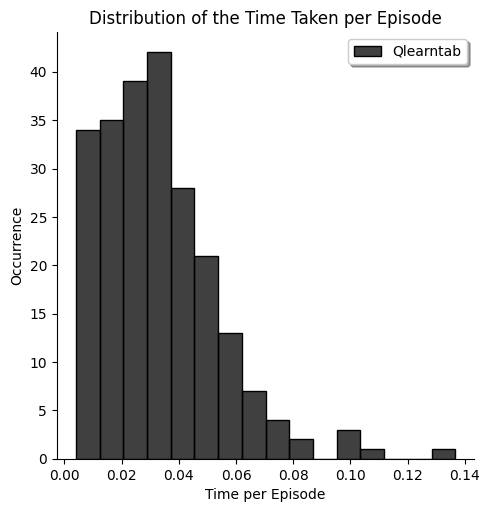 Distribution of the Time Taken per Episode
Qlearntab
Occurrence
40
35
30
25
20
15
10
5
0
0.00 0.02 0.04 0.06 0.08 0.10 0.12 0.14
Time per Episode